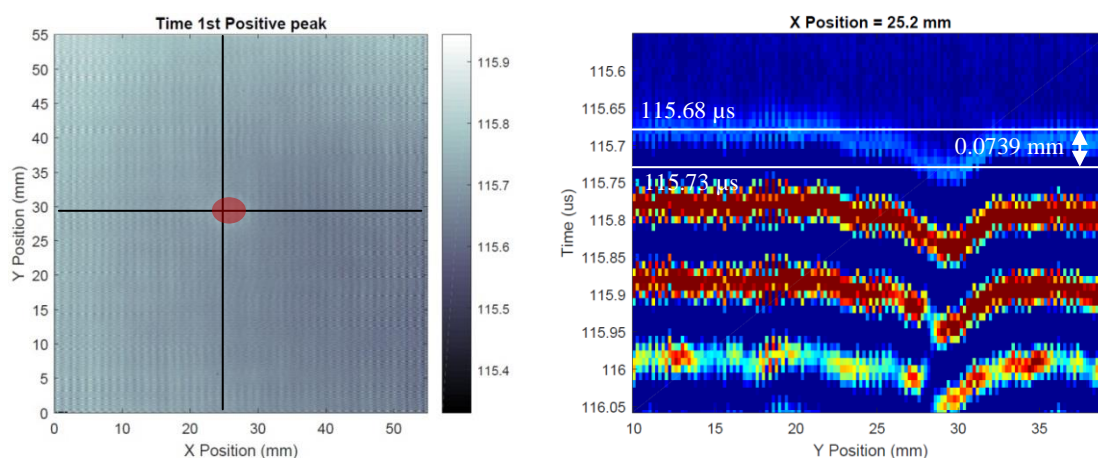 Time 1st Positive peak
55
50
45
40
35
30
25
20
15
10
5
0
Y Position (mm)
0 10 20 30 40 50
X Position (mm)
115.9
115.8
115.7
115.6
115.5
115.4
X Position = 25.2 mm
115.6
115.65
115.7
115.75
115.8
115.85
115.9
115.95
116
116.05
Time (us)
115.68 µs
0.0739 mm
115.73 µs
10 15 20 25 30 35
Y Position (mm)